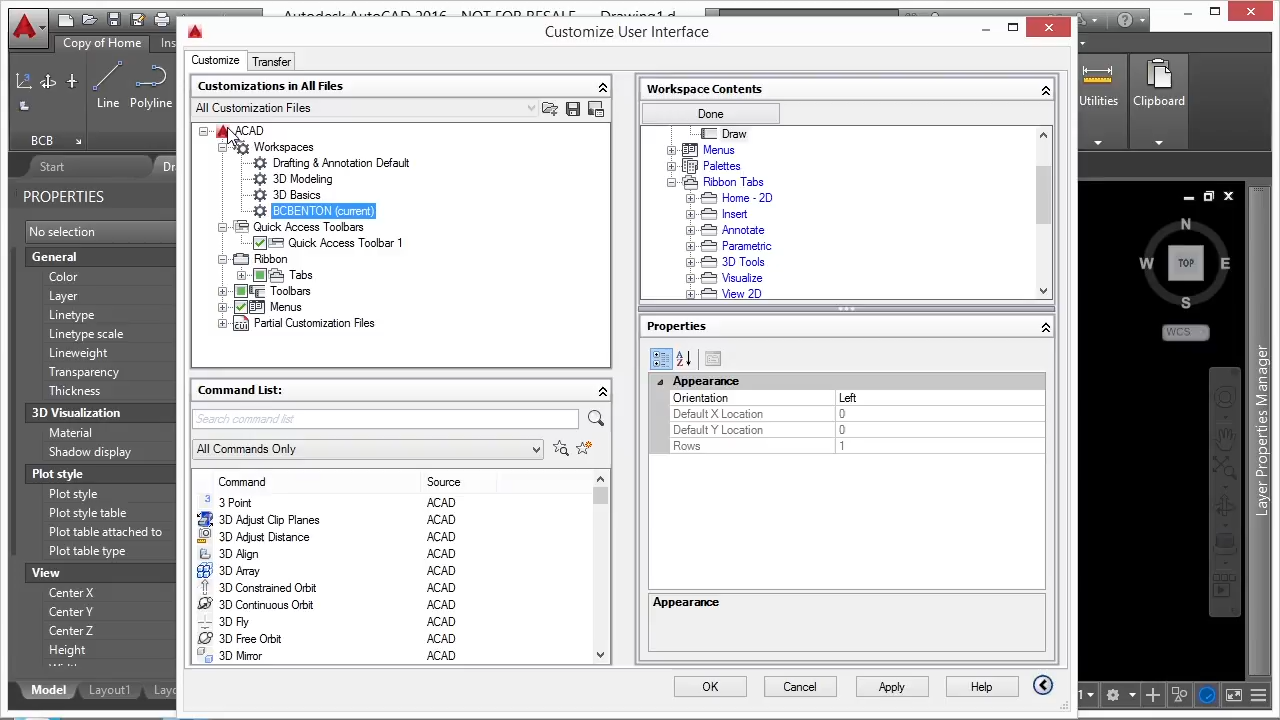 Autodesk AutoCAD 2016 - NOT FOR RESALE Drawing1.d
Customize User Interface
Copy of Home
Ins
Line
Polyline
BCB
Start
Dr
Utilities
Clipboard
PROPERTIES
No selection
General
Color
Layer
Linetype
Linetype scale
Lineweight
Transparency
Thickness
3D Visualization
Material
Shadow display
Plot style
Plot style
Plot style table
Plot table attached to
Plot table type
View
Center X
Center Y
Center Z
Height
Model
Layout1
Layo
Customize
Transfer
Customizations in All Files
All Customization Files
ACAD
Workspaces
Drafting & Annotation Default
3D Modeling
3D Basics
BCBENTON (current)
Quick Access Toolbars
Quick Access Toolbar 1
Ribbon
Tabs
Toolbars
Menus
CUI Partial Customization Files
Command List:
Search command list
All Commands Only
Command Source
3 3 Point ACAD
3D Adjust Clip Planes ACAD
3D Adjust Distance ACAD
3D Align ACAD
3D Array ACAD
3D Constrained Orbit ACAD
3D Continuous Orbit ACAD
3D Fly ACAD
3D Free Orbit ACAD
3D Mirror ACAD
Workspace Contents
Done
Draw
Menus
Palettes
Ribbon Tabs
Home - 2D
Insert
Annotate
Parametric
3D Tools
Visualize
View 2D
Properties
Appearance
Orientation Left
Default X Location 0
Default Y Location 0
Rows 1
Appearance
OK
Cancel
Apply
Help
N
W TOP E
S
WCS
Layer Properties Manager
1